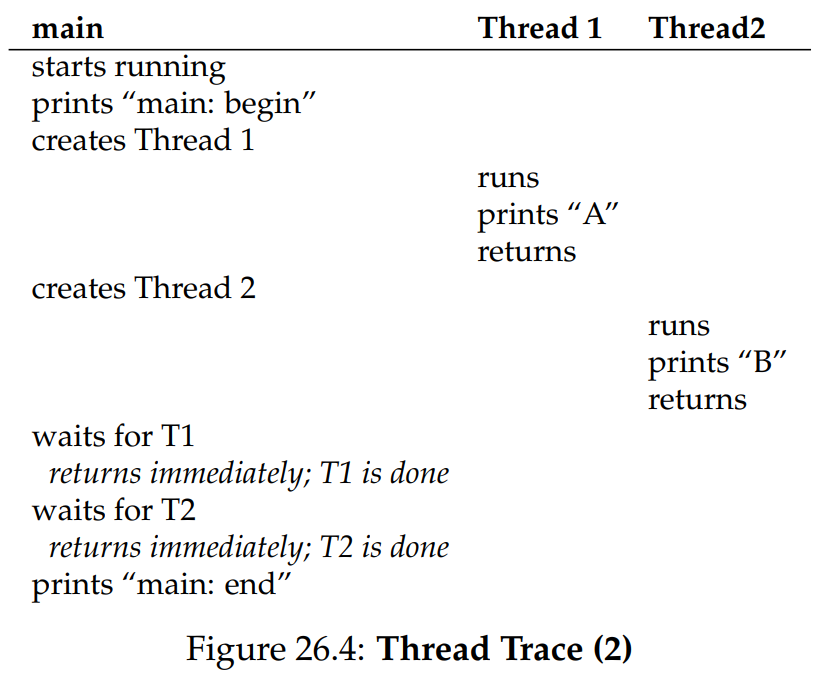 main Thread 1 Thread2
starts running
prints “main: begin”
creates Thread 1
runs
prints “A”
returns
creates Thread 2
runs
prints “B”
returns
waits for T1
returns immediately; T1 is done
waits for T2
returns immediately; T2 is done
prints “main: end”
Figure 26.4: Thread Trace (2)